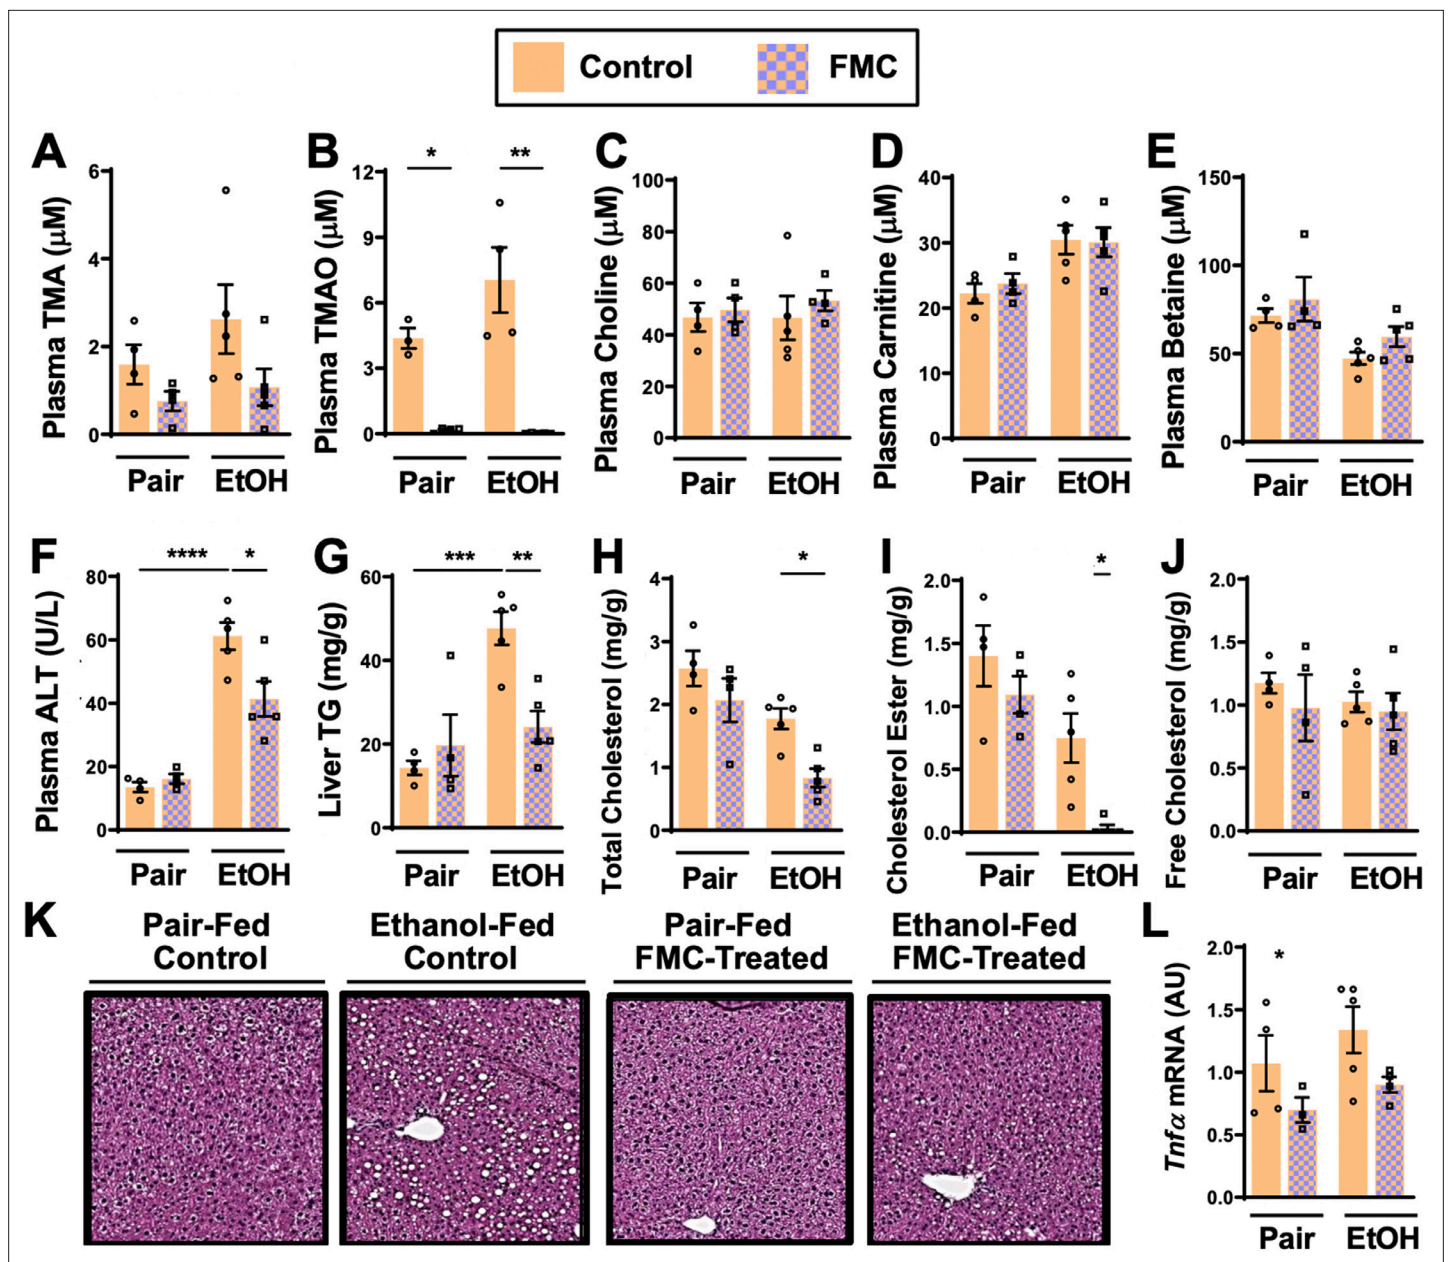 Control FMC
A B C D E
* **
Plasma TMA (μM)
6
4
2
0
Pair EtOH
Plasma TMAO (μM)
12
9
6
3
0
Pair EtOH
Plasma Choline (μM)
100
80
60
40
20
0
Pair EtOH
Plasma Carnitine (μM)
40
30
20
10
0
Pair EtOH
Plasma Betaine (μM)
150
100
50
0
Pair EtOH
F G H I J
**** *
Plasma ALT (U/L)
80
60
40
20
0
Pair EtOH
*** **
Liver TG (mg/g)
60
40
20
0
Pair EtOH
*
Total Cholesterol (mg/g)
4
3
2
1
0
Pair EtOH
*
Cholesterol Ester (mg/g)
2.0
1.5
1.0
0.5
0.0
Pair EtOH
Free Cholesterol (mg/g)
2.0
1.5
1.0
0.5
0.0
Pair EtOH
K
Pair-Fed
Control
Ethanol-Fed
Control
Pair-Fed
FMC-Treated
Ethanol-Fed
FMC-Treated
L
*
Tnfα mRNA (AU)
2.0
1.5
1.0
0.5
0.0
Pair EtOH